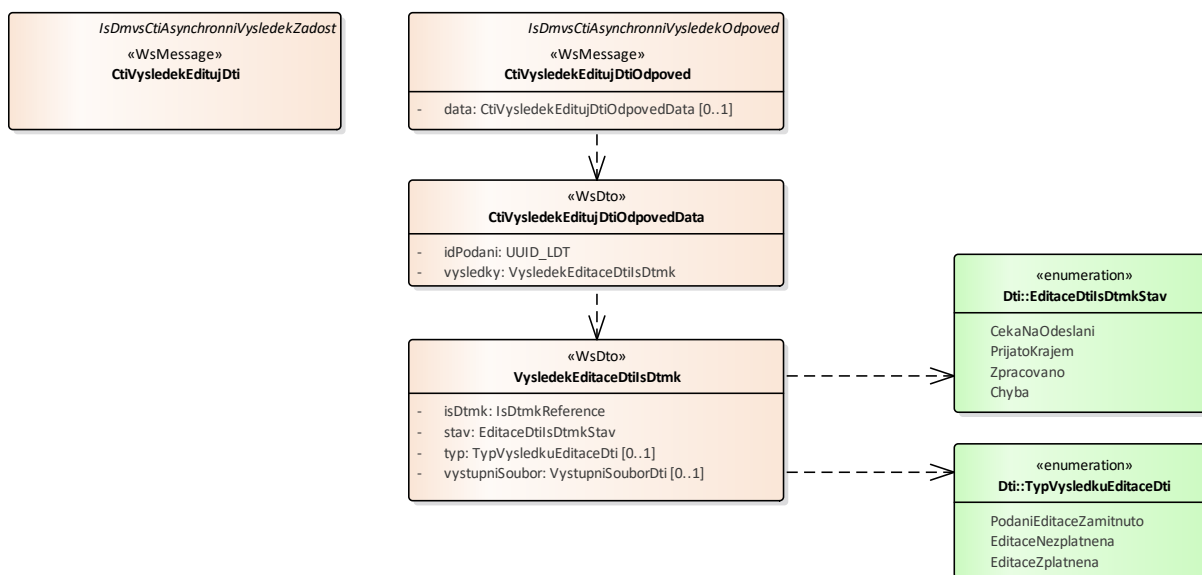 IsDmvsCtiAsynchronniVysledekZadost
«WsMessage»
CtiVysledekEditujDti
IsDmvsCtiAsynchronniVysledekOdpoved
«WsMessage»
CtiVysledekEditujDtiOdpoved
- data: CtiVysledekEditujDtiOdpovedData [0..1]
«WsDto»
CtiVysledekEditujDtiOdpovedData
- idPodani: UUID_LDT
- vysledky: VysledekEditaceDtiIsDtmk
«WsDto»
VysledekEditaceDtiIsDtmk
- isDtmk: IsDtmkReference
- stav: EditaceDtiIsDtmkStav
- typ: TypVysledkuEditaceDti [0..1]
- vystupniSoubor: VystupniSouborDti [0..1]
«enumeration»
Dti::EditaceDtiIsDtmkStav
CekaNaOdeslani
PrijatoKrajem
Zpracovano
Chyba
«enumeration»
Dti::TypVysledkuEditaceDti
PodaniEditaceZamitnuto
EditaceNezplatnena
EditaceZplatnena